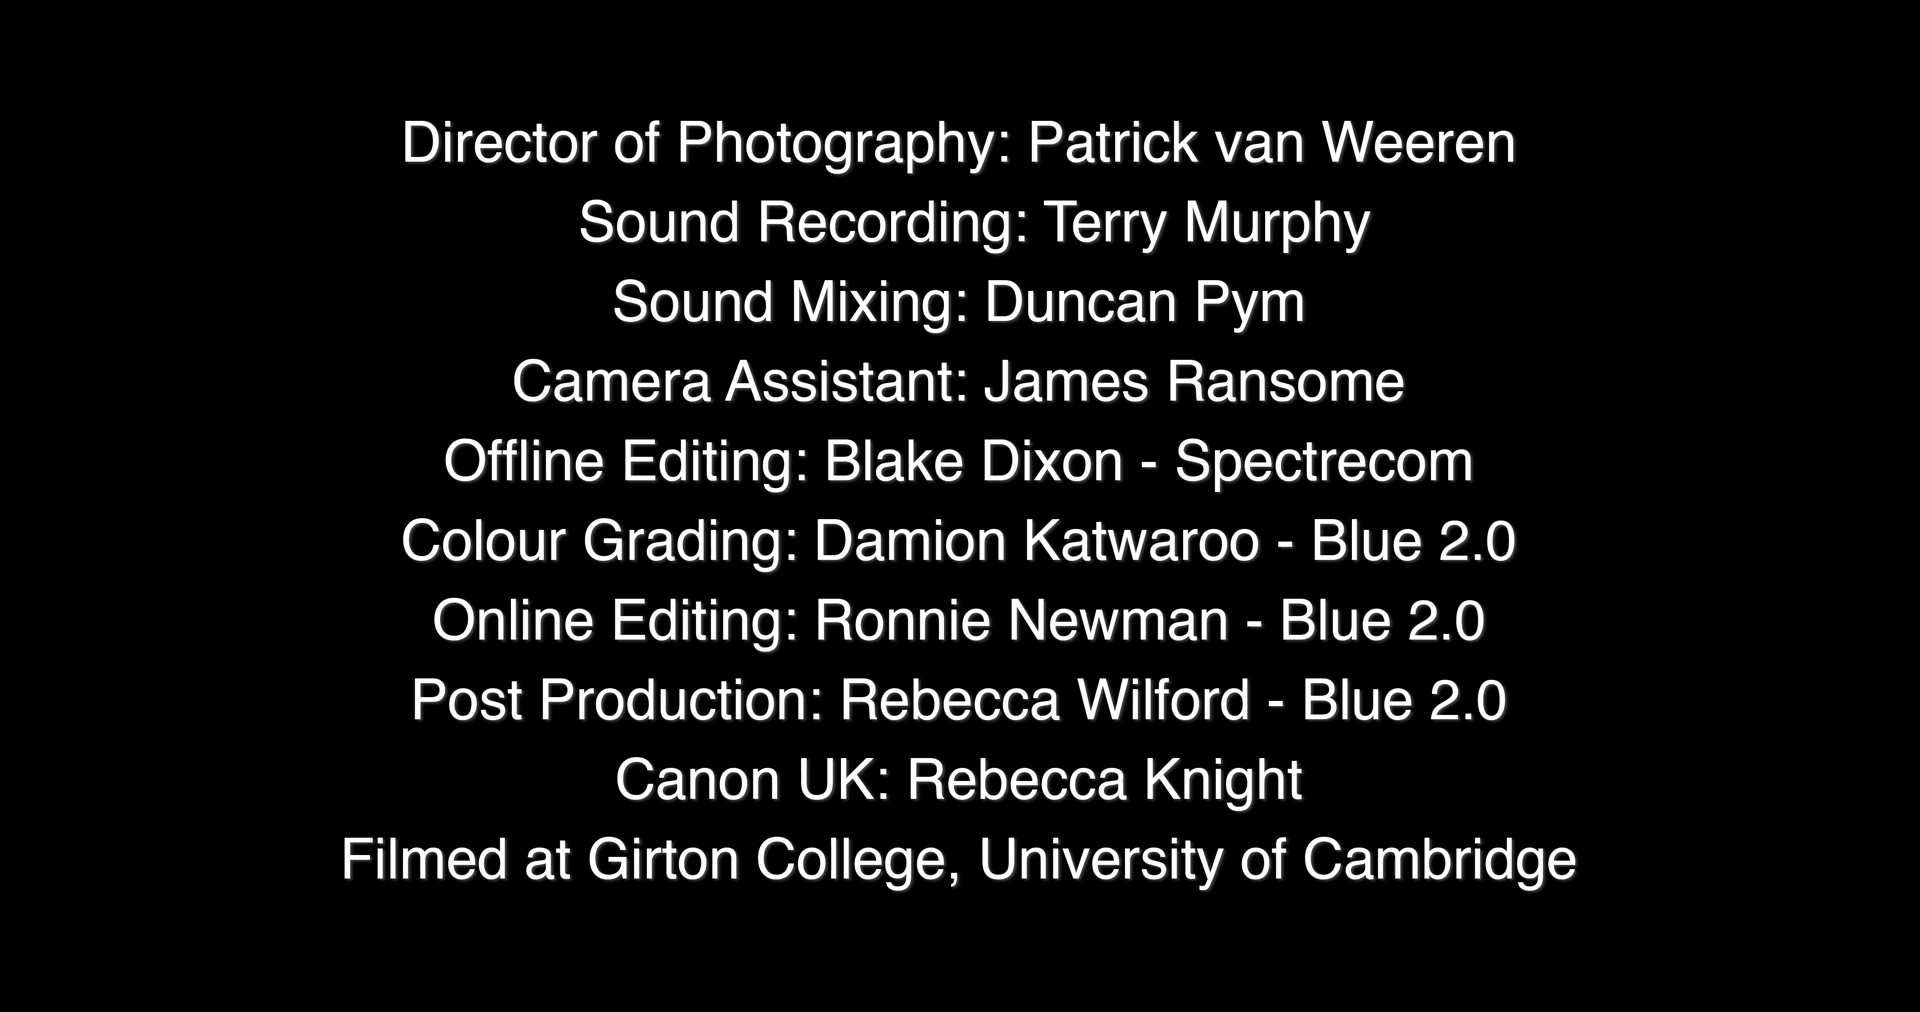 Director of Photography: Patrick van Weeren
Sound Recording: Terry Murphy
Sound Mixing: Duncan Pym
Camera Assistant: James Ransome
Offline Editing: Blake Dixon - Spectrecom
Colour Grading: Damion Katwaroo - Blue 2.0
Online Editing: Ronnie Newman - Blue 2.0
Post Production: Rebecca Wilford - Blue 2.0
Canon UK: Rebecca Knight
Filmed at Girton College, University of Cambridge